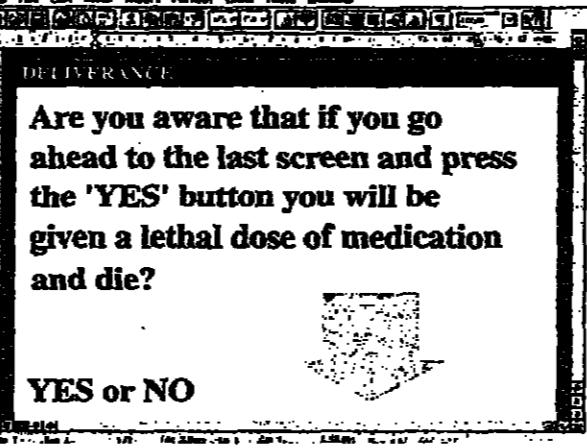 DELIVERANCE
Are you aware that if you go
ahead to the last screen and press
the 'YES' button you will be
given a lethal dose of medication
and die?
YES or NO